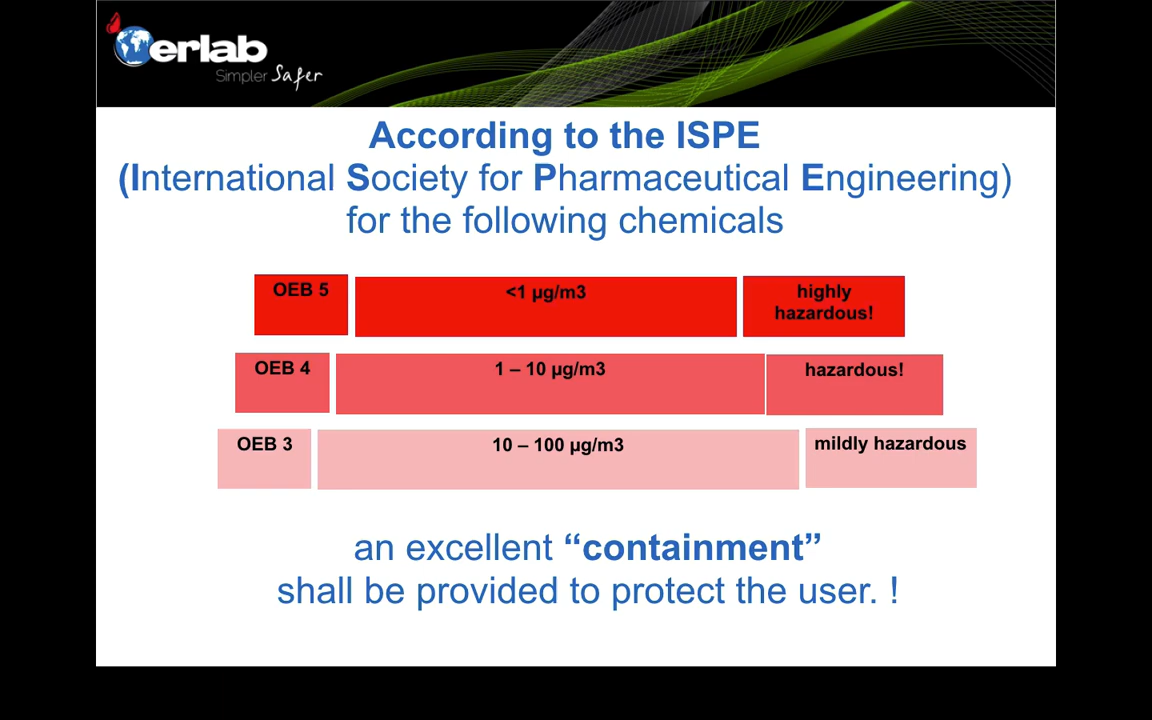 erlab
Simpler Safer
According to the ISPE
(International Society for Pharmaceutical Engineering)
for the following chemicals
OEB 5 <1 µg/m3 highly
hazardous!
OEB 4 1 – 10 µg/m3 hazardous!
OEB 3 10 – 100 µg/m3 mildly hazardous
an excellent “containment”
shall be provided to protect the user. !